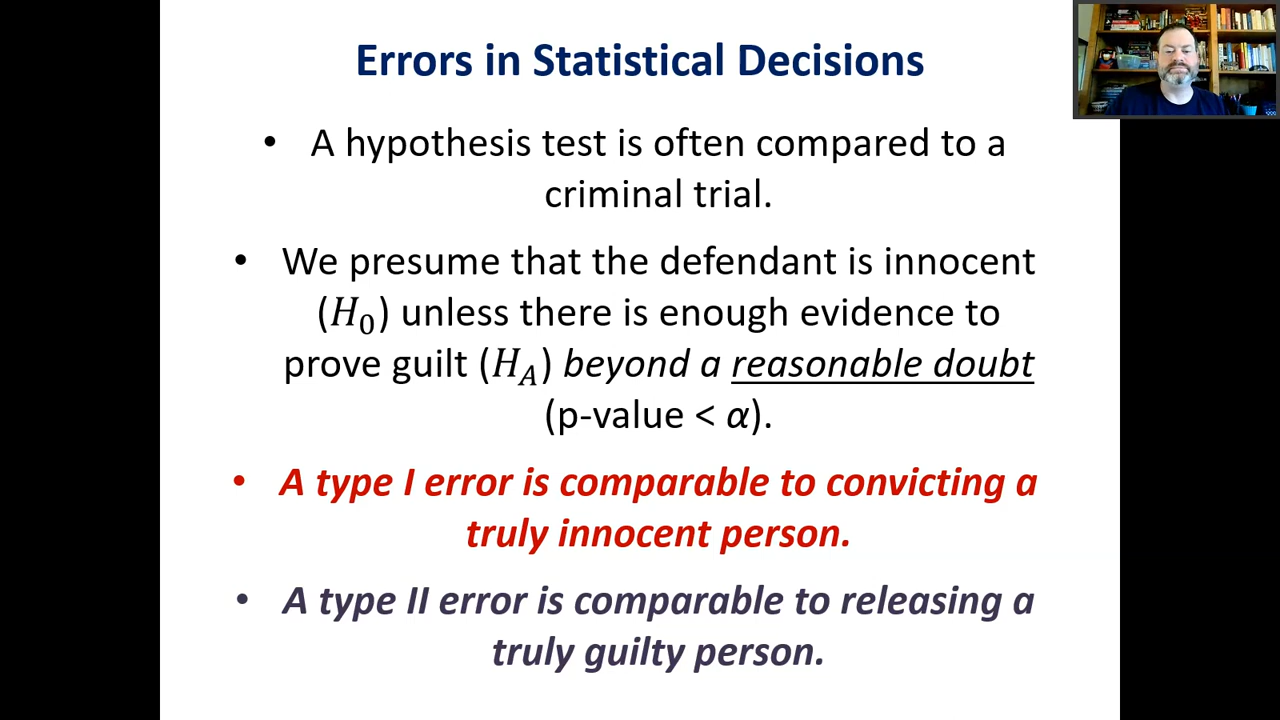 Errors in Statistical Decisions
• A hypothesis test is often compared to a
criminal trial.
• We presume that the defendant is innocent
(H₀) unless there is enough evidence to
prove guilt (H_A) beyond a reasonable doubt
(p-value < α).
• A type I error is comparable to convicting a
truly innocent person.
• A type II error is comparable to releasing a
truly guilty person.